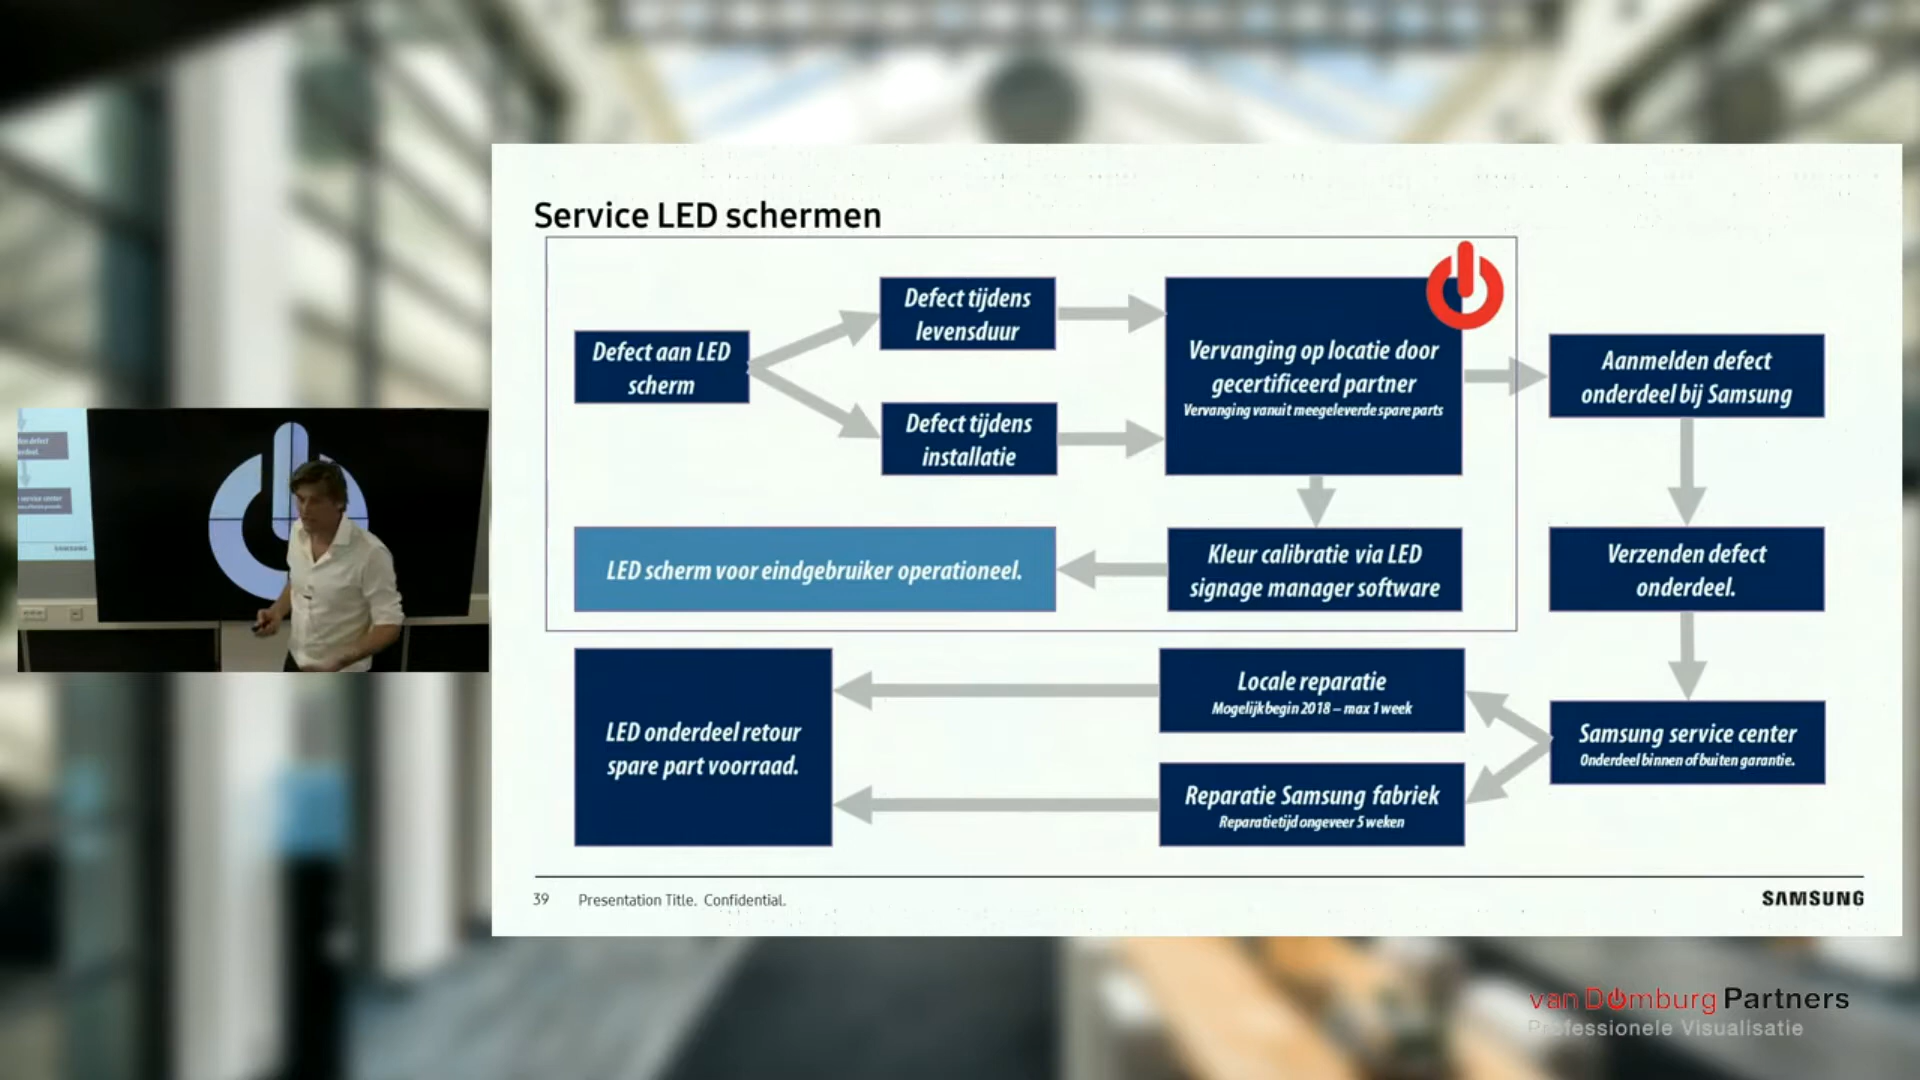 Service LED schermen
Defect aan LED
scherm
Defect tijdens
levensduur
Defect tijdens
installatie
Vervanging op locatie door
gecertificeerd partner
Vervanging vanuit meegeleverde spare parts
Aanmelden defect
onderdeel bij Samsung
LED scherm voor eindgebruiker operationeel.
Kleur calibratie via LED
signage manager software
Verzenden defect
onderdeel.
LED onderdeel retour
spare part voorraad.
Locale reparatie
Mogelijk begin 2018 – max 1 week
Reparatie Samsung fabriek
Reparatietijd ongeveer 5 weken
Samsung service center
Onderdeel binnen of buiten garantie.
39 Presentation Title. Confidential.
SAMSUNG
van Domburg Partners
Professionele Visualisatie